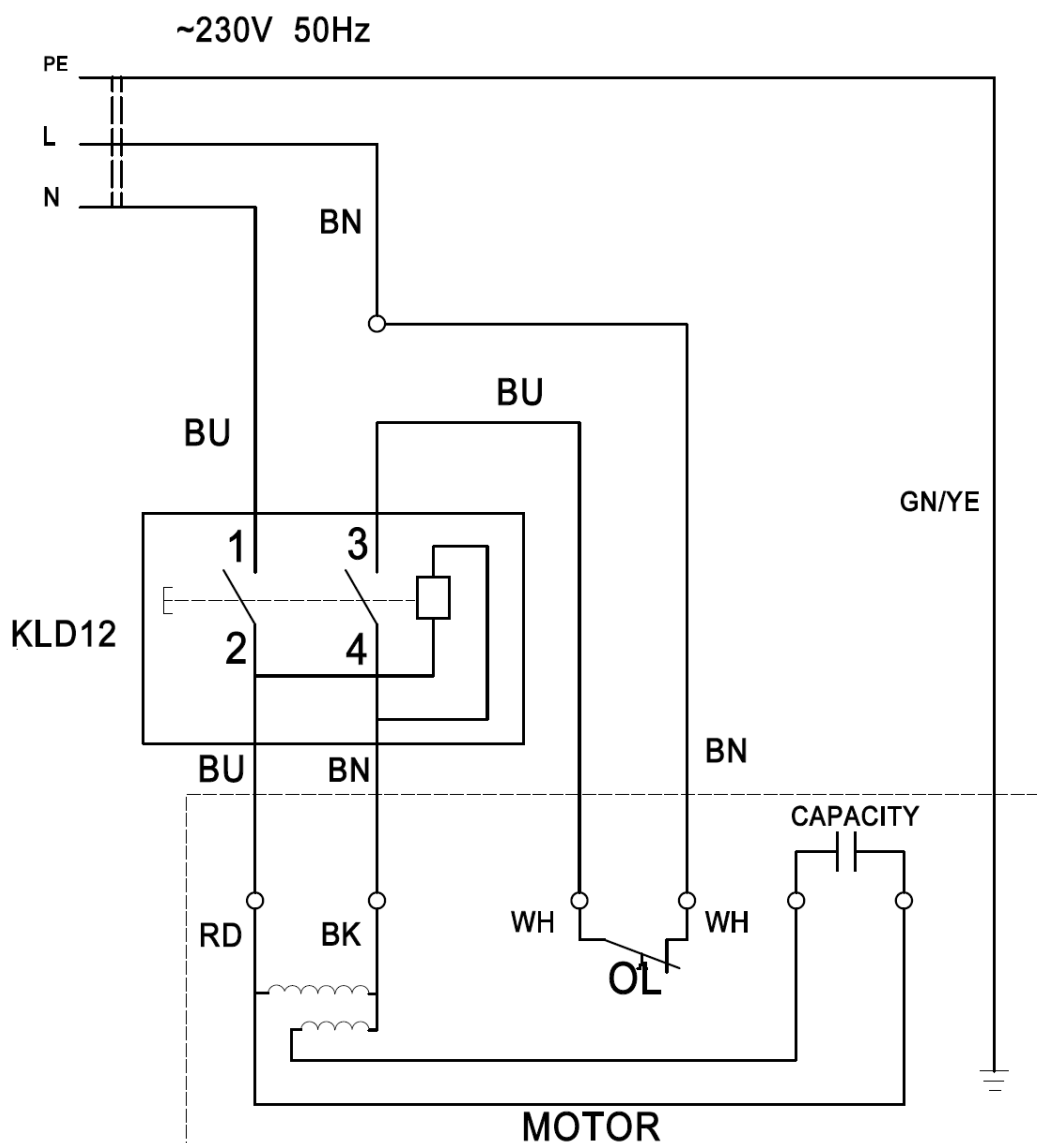 ~230V 50Hz
PE
L
N
BN
BU
BU
GN/YE
1
3
KLD12
2
4
BU
BN
BN
CAPACITY
RD
BK
WH
WH
OL
MOTOR